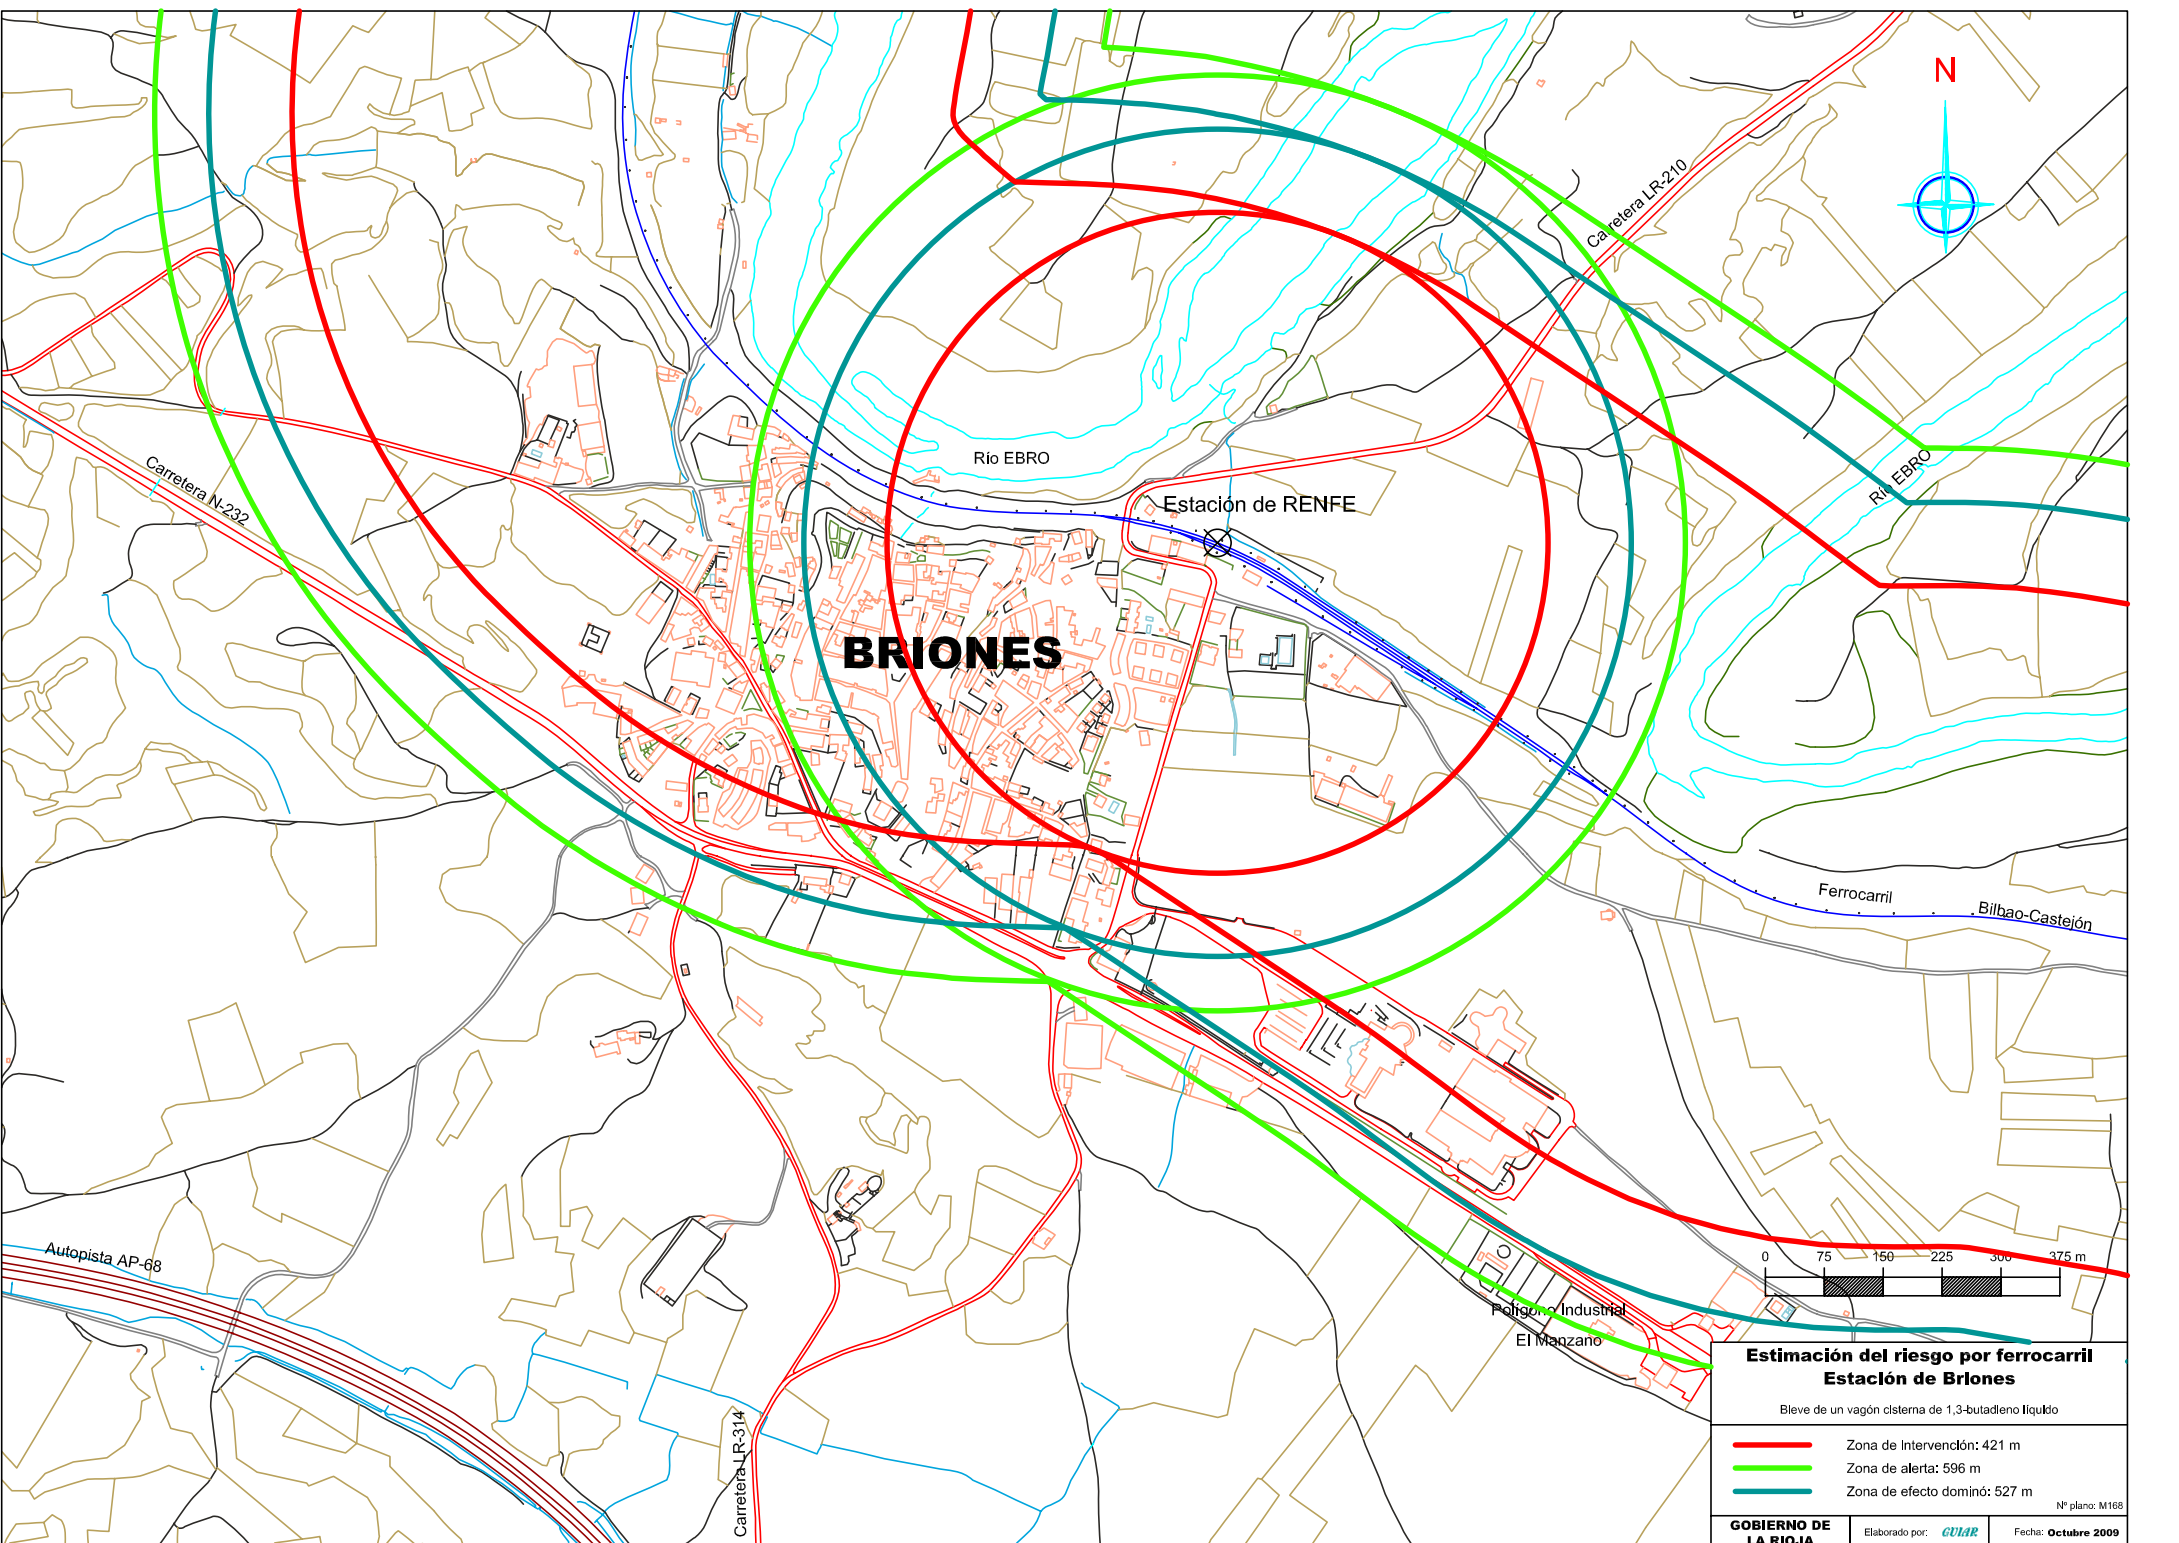 N
Carretera LR-210
Carretera N-232
Río EBRO
Río EBRO
Estación de RENFE
BRIONES
Ferrocarril
Bilbao-Castejón
Autopista AP-68
Carretera LR-314
Polígono Industrial
El Manzano
0 75 150 225 300 375 m
Estimación del riesgo por ferrocarril
Estación de Briones
Bleve de un vagón cisterna de 1,3-butadieno líquido
Zona de Intervención: 421 m
Zona de alerta: 596 m
Zona de efecto dominó: 527 m
Nº plano: M168
GOBIERNO DE
LA RIOJA
Elaborado por: GUIAR
Fecha: Octubre 2009